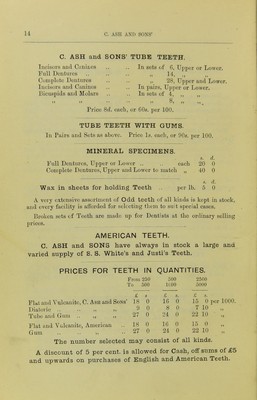 14 C. ASH AND SONS'
C. ASH and SONS' TUBE TEETH.
Incisors and Canines .. .. In sets of 6, Upper or Lower.
Full Dentures .. .. .. „ 14, „ „
Complete Dentures „ 28, Upper and Lower.
Incisors and Canines .. .. In pairs, Upper or Lower.
Bicuspids and Molars .. .. In sets of 4, „ „
„ „ „ 8, „ „
Price 8d. each, or 60s. per 100.
TUBE TEETH WITH GUMS.
In Pairs and Sets as above. Price 1s. each, or 90s. per 100.
MINERAL SPECIMENS.
s. d.
Full Dentures, Upper or Lower .. .. each 20 0
Complete Dentures, Upper and Lower to match „ 40 0
s. d.
Wax in sheets for holding Teeth .. per lb. 5 0
A very extensive assortment of Odd teeth of all kinds is kept in stock,
and every facility is afforded for selecting them to suit special cases.
Broken sets of Teeth are made up for Dentists at the ordinary selling
prices.
AMERICAN TEETH.
C. ASH and SONS have always in stock a large and
varied supply of S. S. White's and Justi's Teeth.
PRICES FOR TEETH IN QUANTITIES.
From 250 500 2500
To 500 1000 5000
£ s. £ s. £ s.
Flat and Vulcanite, C. ASH and SONS' 18 0 16 0 15 0 per 1000.
Diatoric .. .. „ „ 9 0 8 0 7 10 „
Tube and Gum .. „ „ 27 0 24 0 22 10 „
Flat and Vulcanite, American 18 0 16 0 15 0 „
Gum .. .. „ 27 0 24 0 22 10 „
The number selected may consist of all kinds.
A discount of 5 per cent. is allowed for Cash, off sums of £5
and upwards on purchases of English and American Teeth.